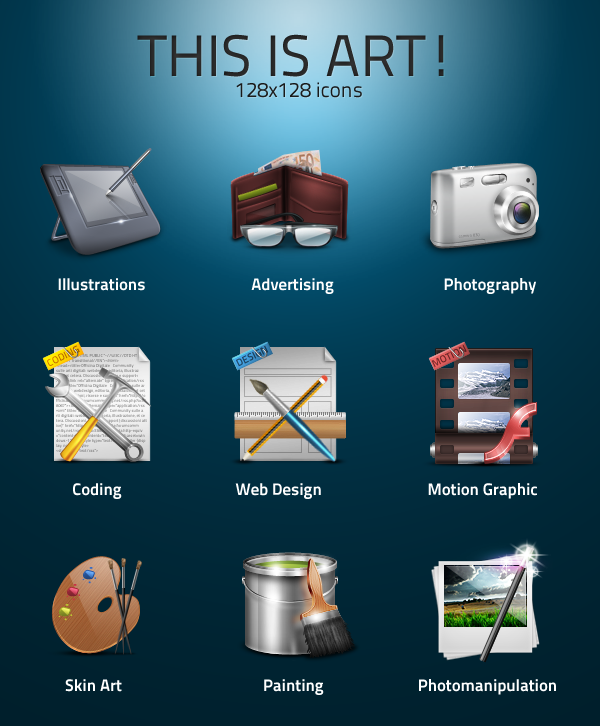 THIS IS ART!
128x128 icons
50
Illustrations
Advertising
Photography
CODING
DESIGN
MOTION
Coding
Web Design
Motion Graphic
Skin Art
Painting
Photomanipulation